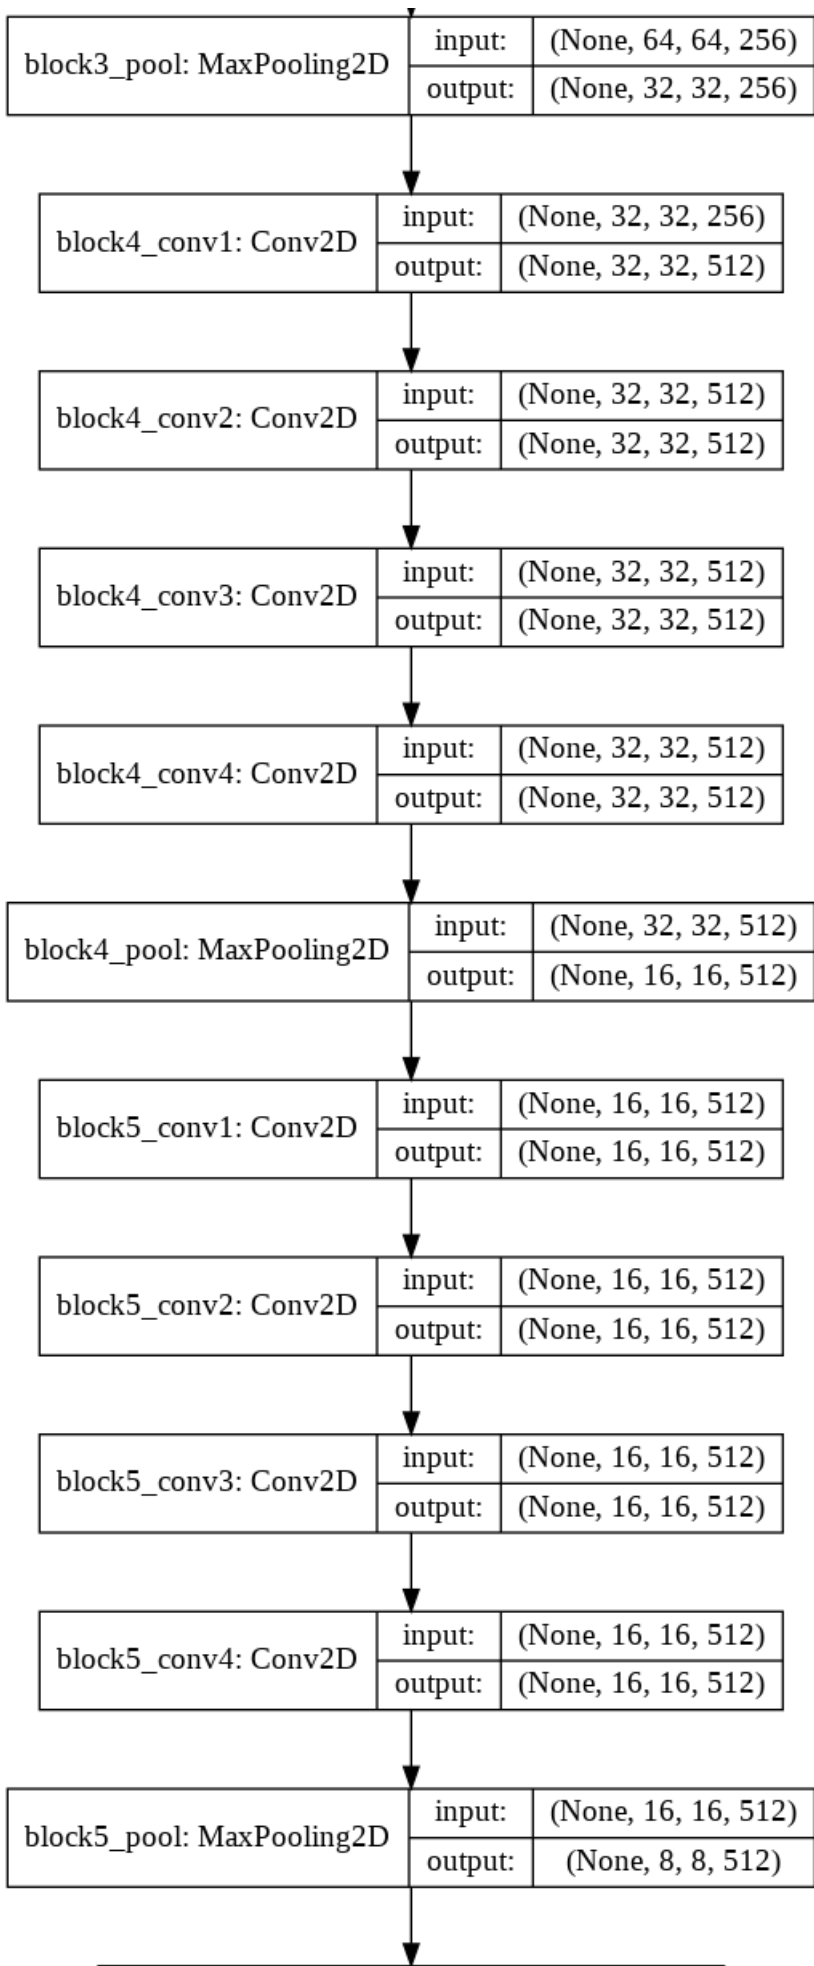 block3_pool: MaxPooling2D
input: (None, 64, 64, 256)
output: (None, 32, 32, 256)
block4_conv1: Conv2D
input: (None, 32, 32, 256)
output: (None, 32, 32, 512)
block4_conv2: Conv2D
input: (None, 32, 32, 512)
output: (None, 32, 32, 512)
block4_conv3: Conv2D
input: (None, 32, 32, 512)
output: (None, 32, 32, 512)
block4_conv4: Conv2D
input: (None, 32, 32, 512)
output: (None, 32, 32, 512)
block4_pool: MaxPooling2D
input: (None, 32, 32, 512)
output: (None, 16, 16, 512)
block5_conv1: Conv2D
input: (None, 16, 16, 512)
output: (None, 16, 16, 512)
block5_conv2: Conv2D
input: (None, 16, 16, 512)
output: (None, 16, 16, 512)
block5_conv3: Conv2D
input: (None, 16, 16, 512)
output: (None, 16, 16, 512)
block5_conv4: Conv2D
input: (None, 16, 16, 512)
output: (None, 16, 16, 512)
block5_pool: MaxPooling2D
input: (None, 16, 16, 512)
output: (None, 8, 8, 512)